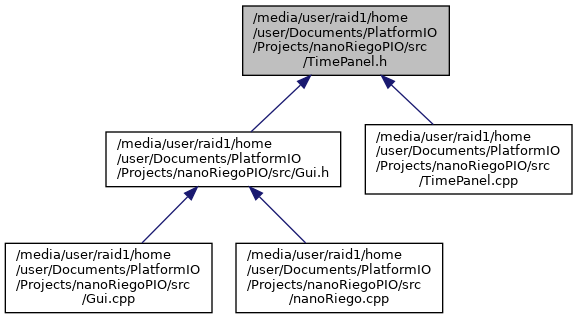 /media/user/raid1/home
/user/Documents/PlatformIO
/Projects/nanoRiegoPIO/src
/TimePanel.h
/media/user/raid1/home
/user/Documents/PlatformIO
/Projects/nanoRiegoPIO/src/Gui.h
/media/user/raid1/home
/user/Documents/PlatformIO
/Projects/nanoRiegoPIO/src
/TimePanel.cpp
/media/user/raid1/home
/user/Documents/PlatformIO
/Projects/nanoRiegoPIO/src
/Gui.cpp
/media/user/raid1/home
/user/Documents/PlatformIO
/Projects/nanoRiegoPIO/src
/nanoRiego.cpp